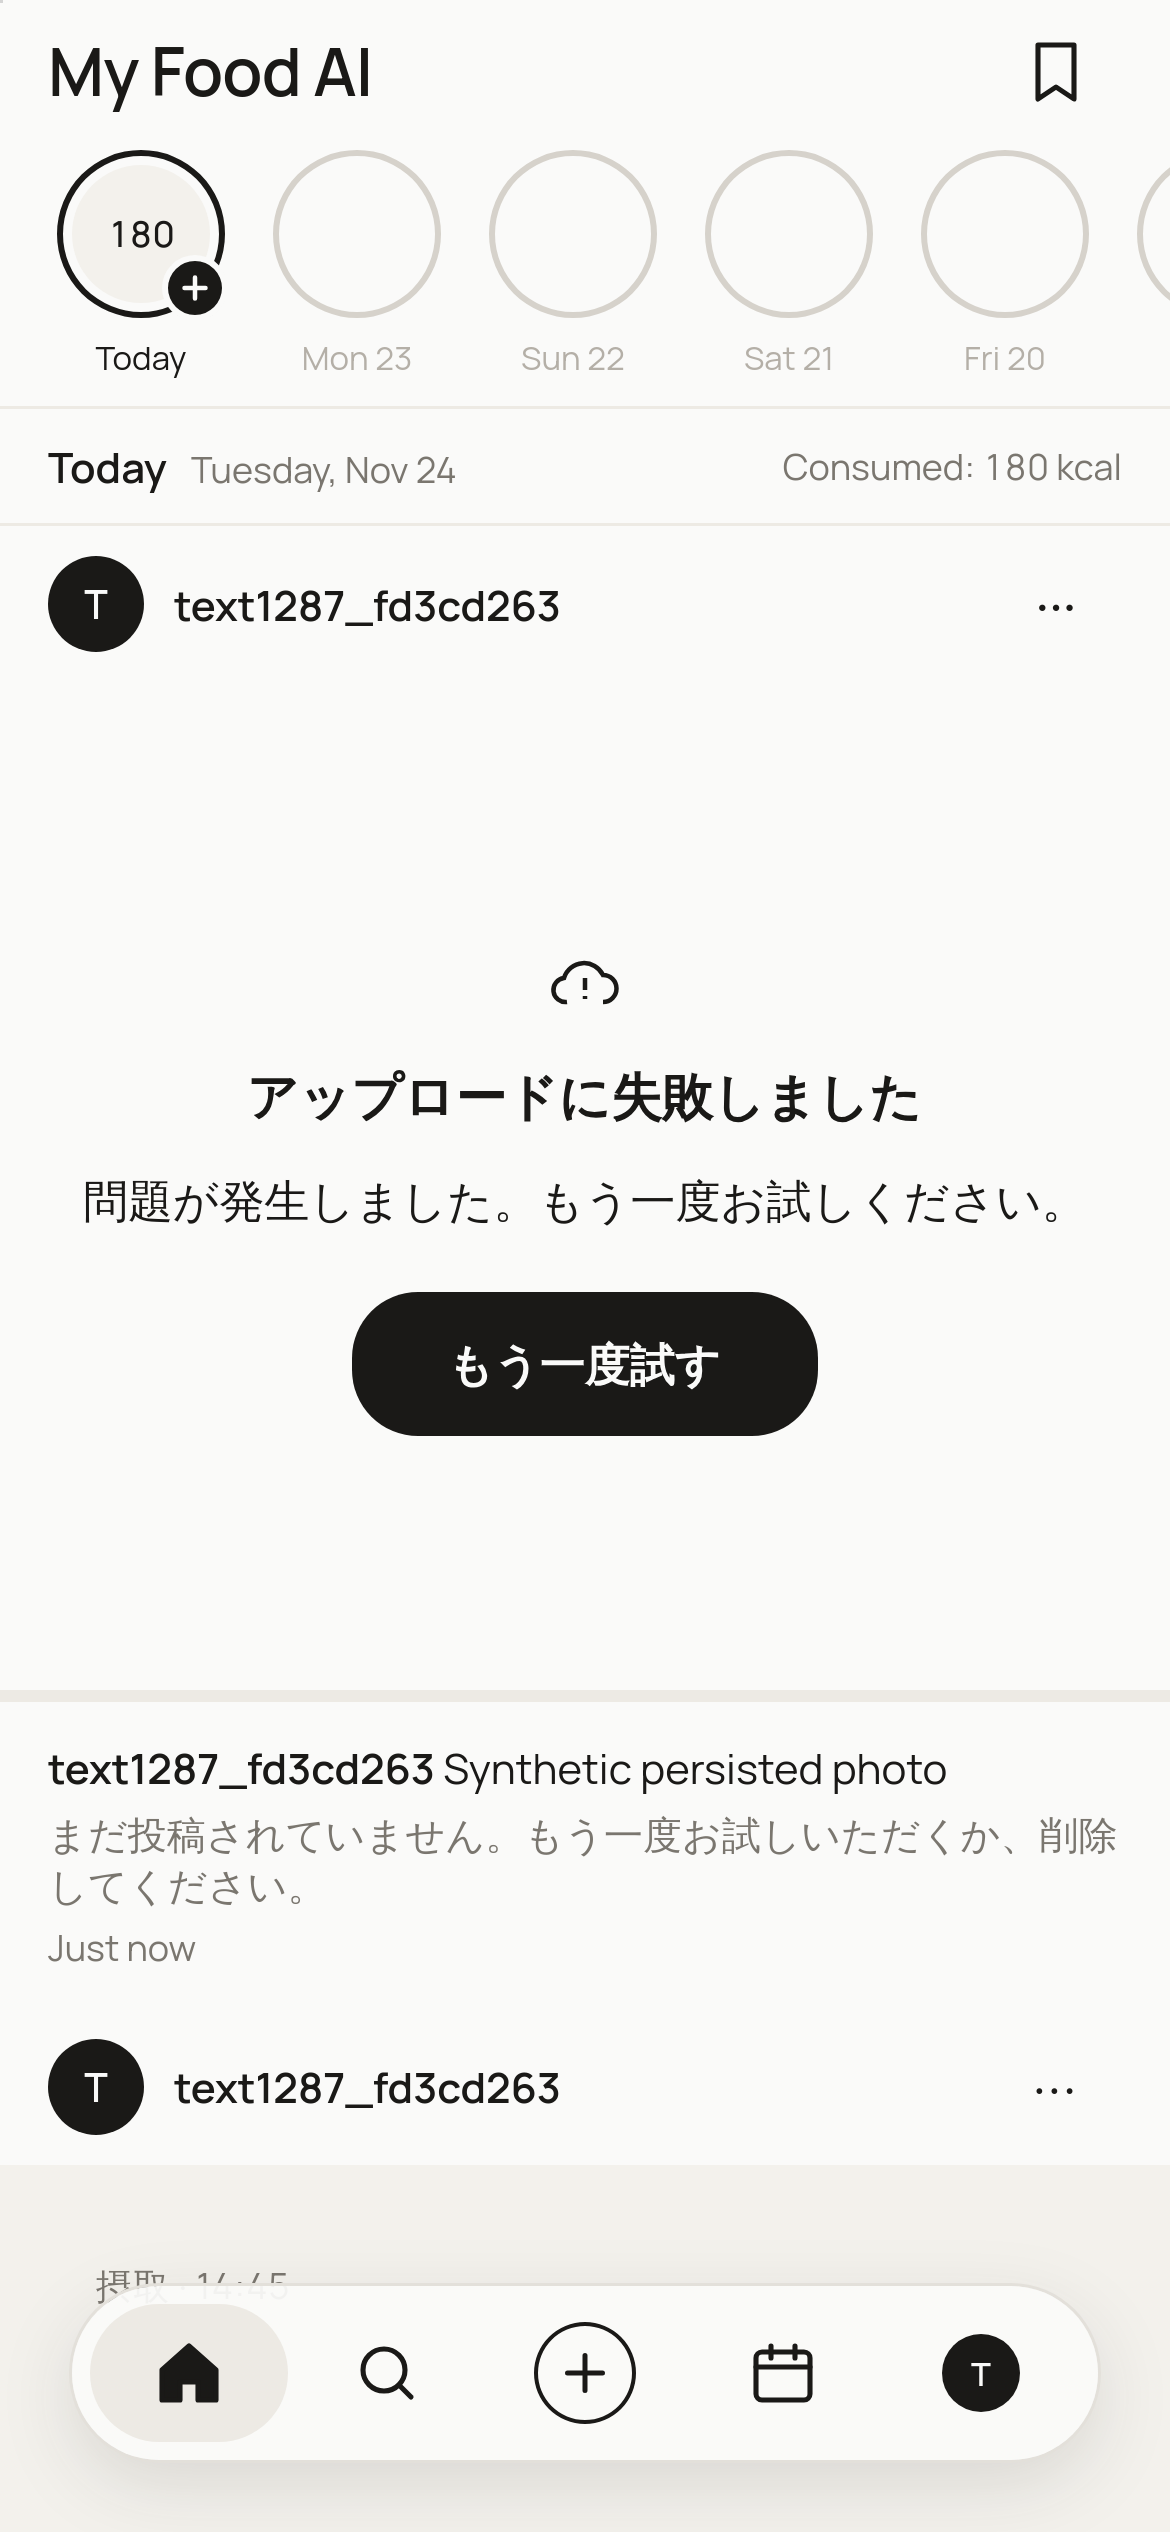 My Food AI
180
Today
Mon 23
Sun 22
Sat 21
Fri 20
Today Tuesday, Nov 24 Consumed: 180 kcal
T text1287_fd3cd263
アップロードに失敗しました
問題が発生しました。もう一度お試しください。
もう一度試す
text1287_fd3cd263 Synthetic persisted photo
まだ投稿されていません。もう一度お試しいただくか、削除
してください。
Just now
T text1287_fd3cd263
摂取 · 14:45
T